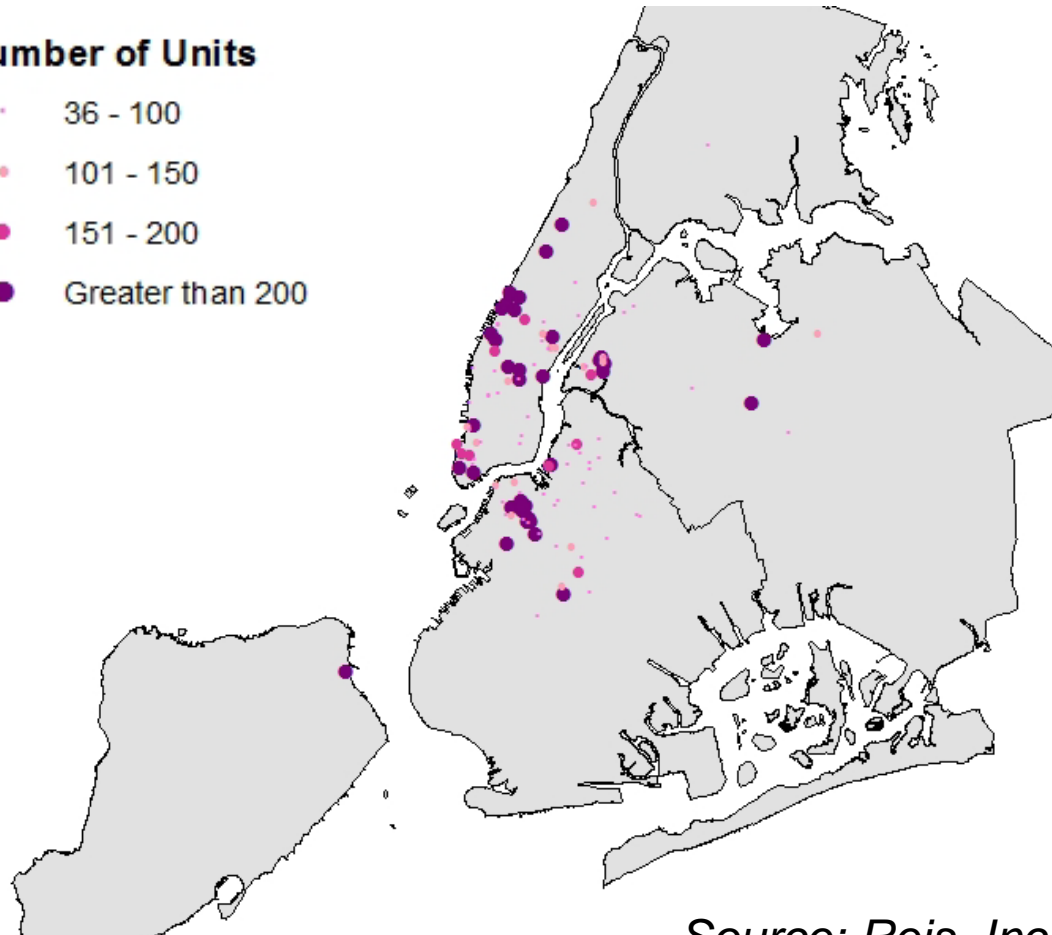 umber of Units
36 - 100
101 - 150
151 - 200
Greater than 200
Source: Reis, Inc